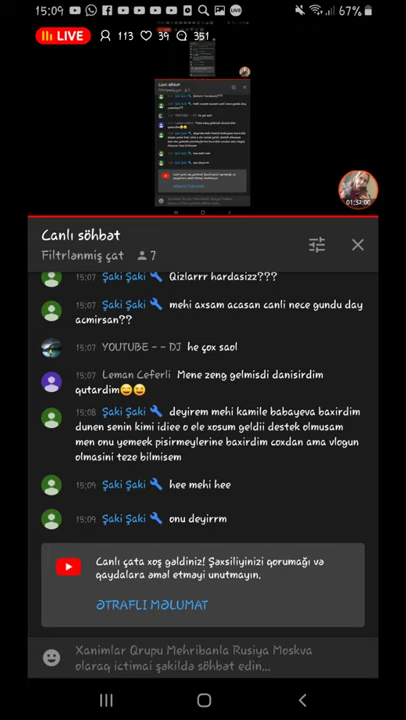 15:09
67%
LIVE 113 39 351
01:32:00
Canlı söhbət
Filtrlənmiş çat 7
15:07 Şaki Şaki Qizlarrr hardasizz???
15:07 Şaki Şaki mehi axsam acasan canli nece gundu day
acmirsan??
15:07 YOUTUBE - - DJ he çox saol
15:07 Leman Ceferli Mene zeng gelmisdi danisirdim
qutardim😄😆
15:08 Şaki Şaki deyirem mehi kamile babayeva baxirdim
dunen senin kimi idiee o ele xosum geldii destek olmusam
men onu yemeek pisirmeylerine baxirdim coxdan ama vlogun
olmasini teze bilmisem
15:09 Şaki Şaki hee mehi hee
15:09 Şaki Şaki onu deyirrm
Canlı çata xoş gəldiniz! Şəxsiliyinizi qorumağı və
qaydalara əməl etməyi unutmayın.
ƏTRAFLI MƏLUMAT
Xanimlar Qrupu Mehribanla Rusiya Moskva
olaraq ictimai şəkildə söhbət edin...